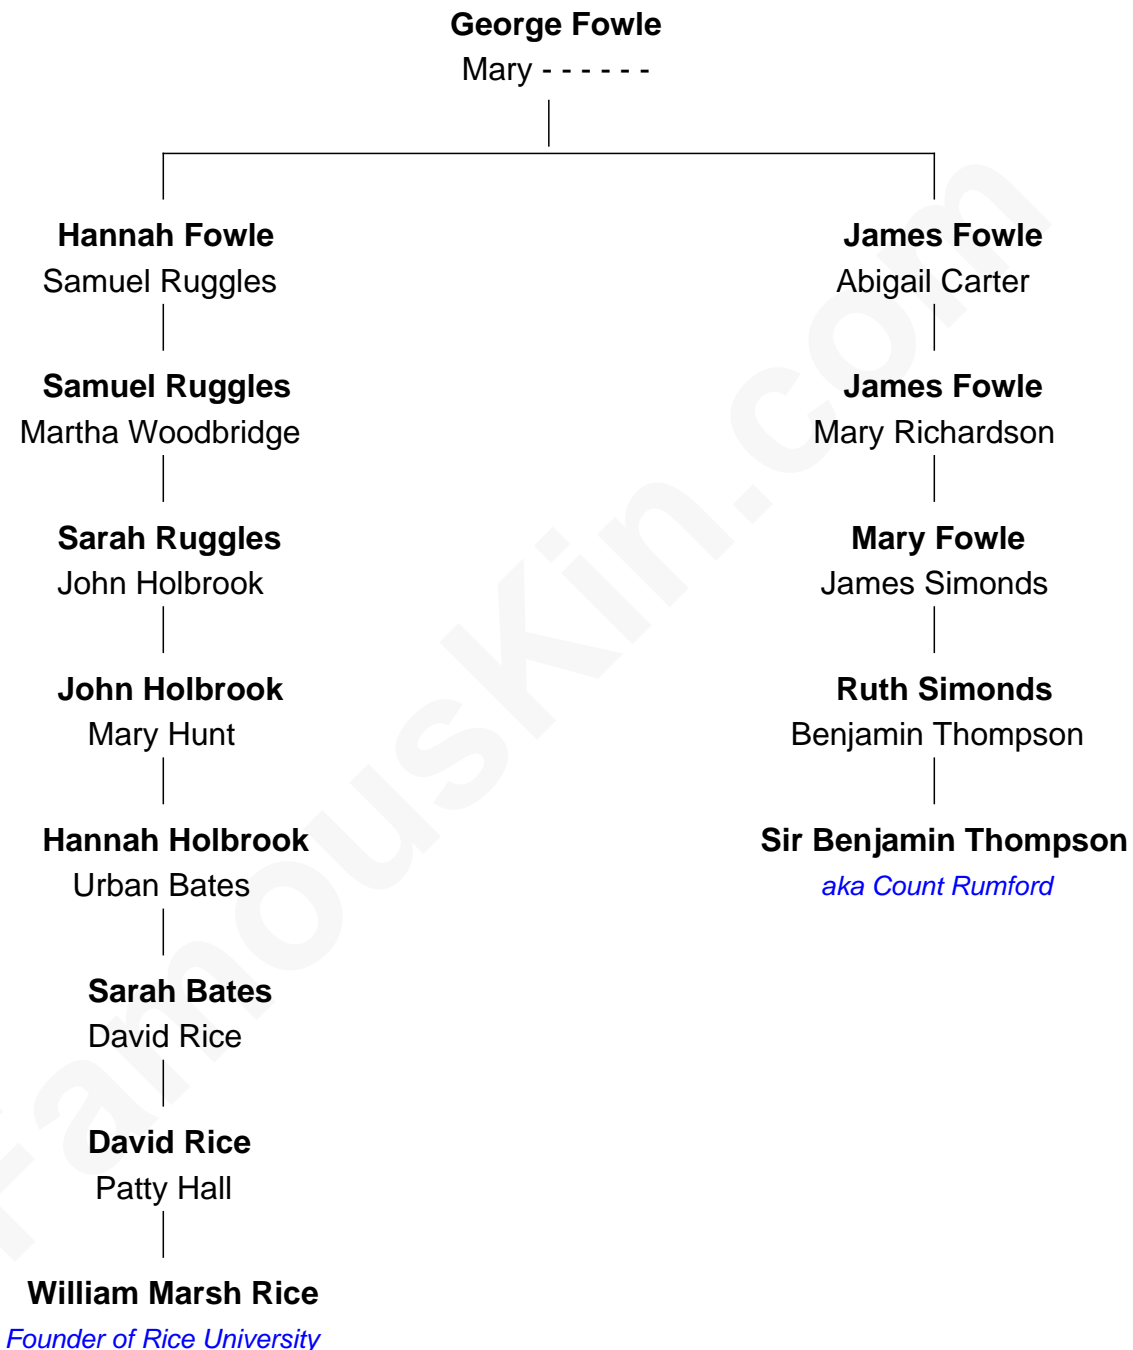 George Fowle
Mary - - - - - -
Hannah Fowle
Samuel Ruggles
James Fowle
Abigail Carter
Samuel Ruggles
Martha Woodbridge
James Fowle
Mary Richardson
Sarah Ruggles
John Holbrook
Mary Fowle
James Simonds
John Holbrook
Mary Hunt
Ruth Simonds
Benjamin Thompson
Hannah Holbrook
Urban Bates
Sir Benjamin Thompson
aka Count Rumford
Sarah Bates
David Rice
David Rice
Patty Hall
William Marsh Rice
Founder of Rice University
FamousKin.com